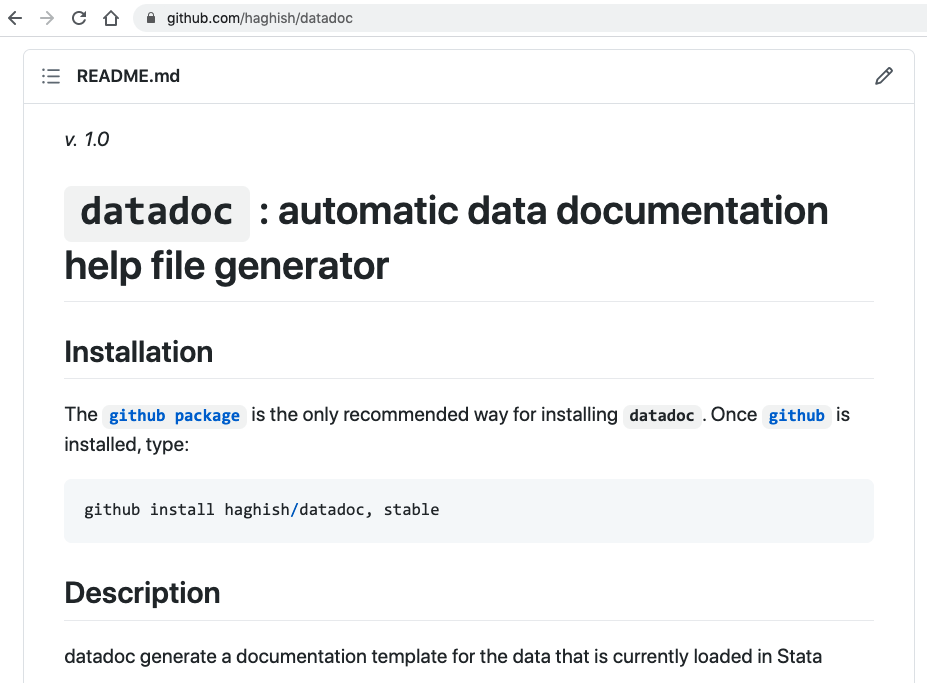 github.com/haghish/datadoc
README.md
v. 1.0
datadoc : automatic data documentation
help file generator
Installation
The github package is the only recommended way for installing datadoc. Once github is
installed, type:
github install haghish/datadoc, stable
Description
datadoc generate a documentation template for the data that is currently loaded in Stata